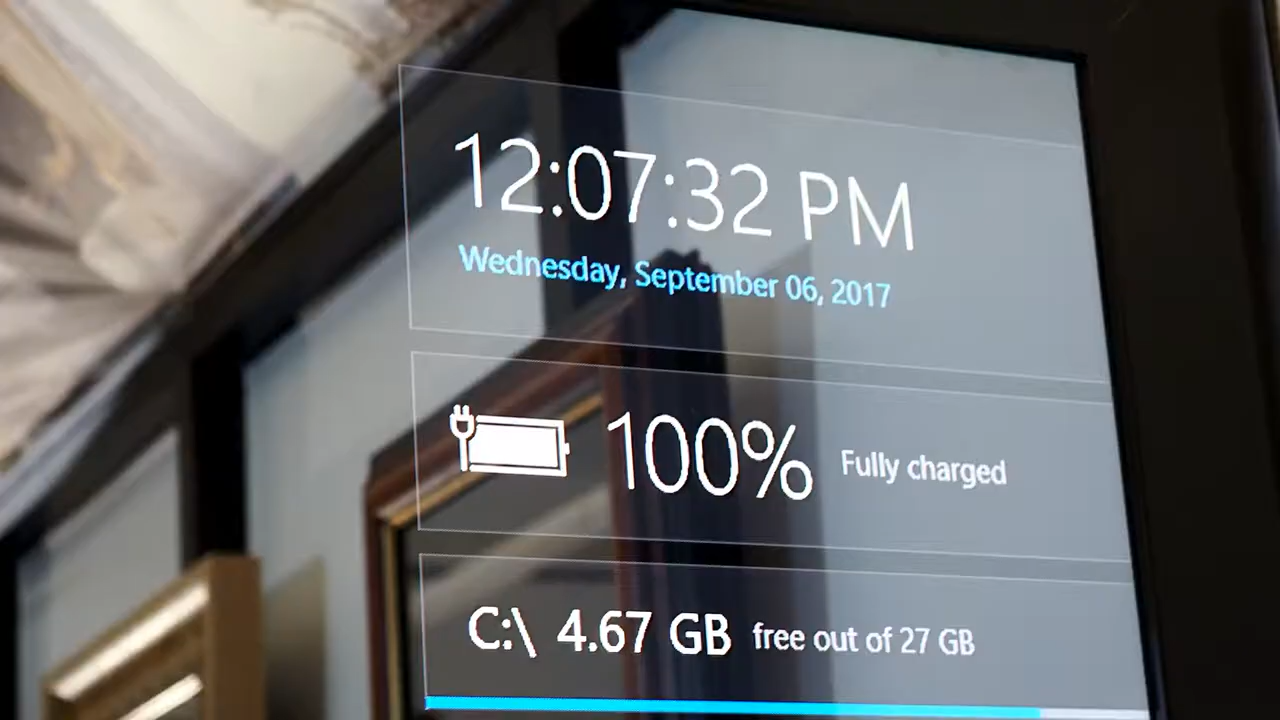 12:07:32 PM
Wednesday, September 06, 2017
100% Fully charged
C:\ 4.67 GB free out of 27 GB